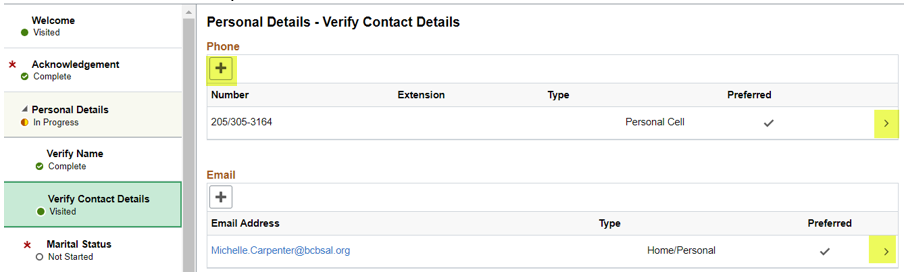 Welcome
Visited
Acknowledgement
Complete
Personal Details
In Progress
Verify Name
Complete
Verify Contact Details
Visited
Marital Status
Not Started
Personal Details - Verify Contact Details
Phone
Number Extension Type Preferred
205/305-3164 Personal Cell
Email
Email Address Type Preferred
Michelle.Carpenter@bcbsal.org Home/Personal